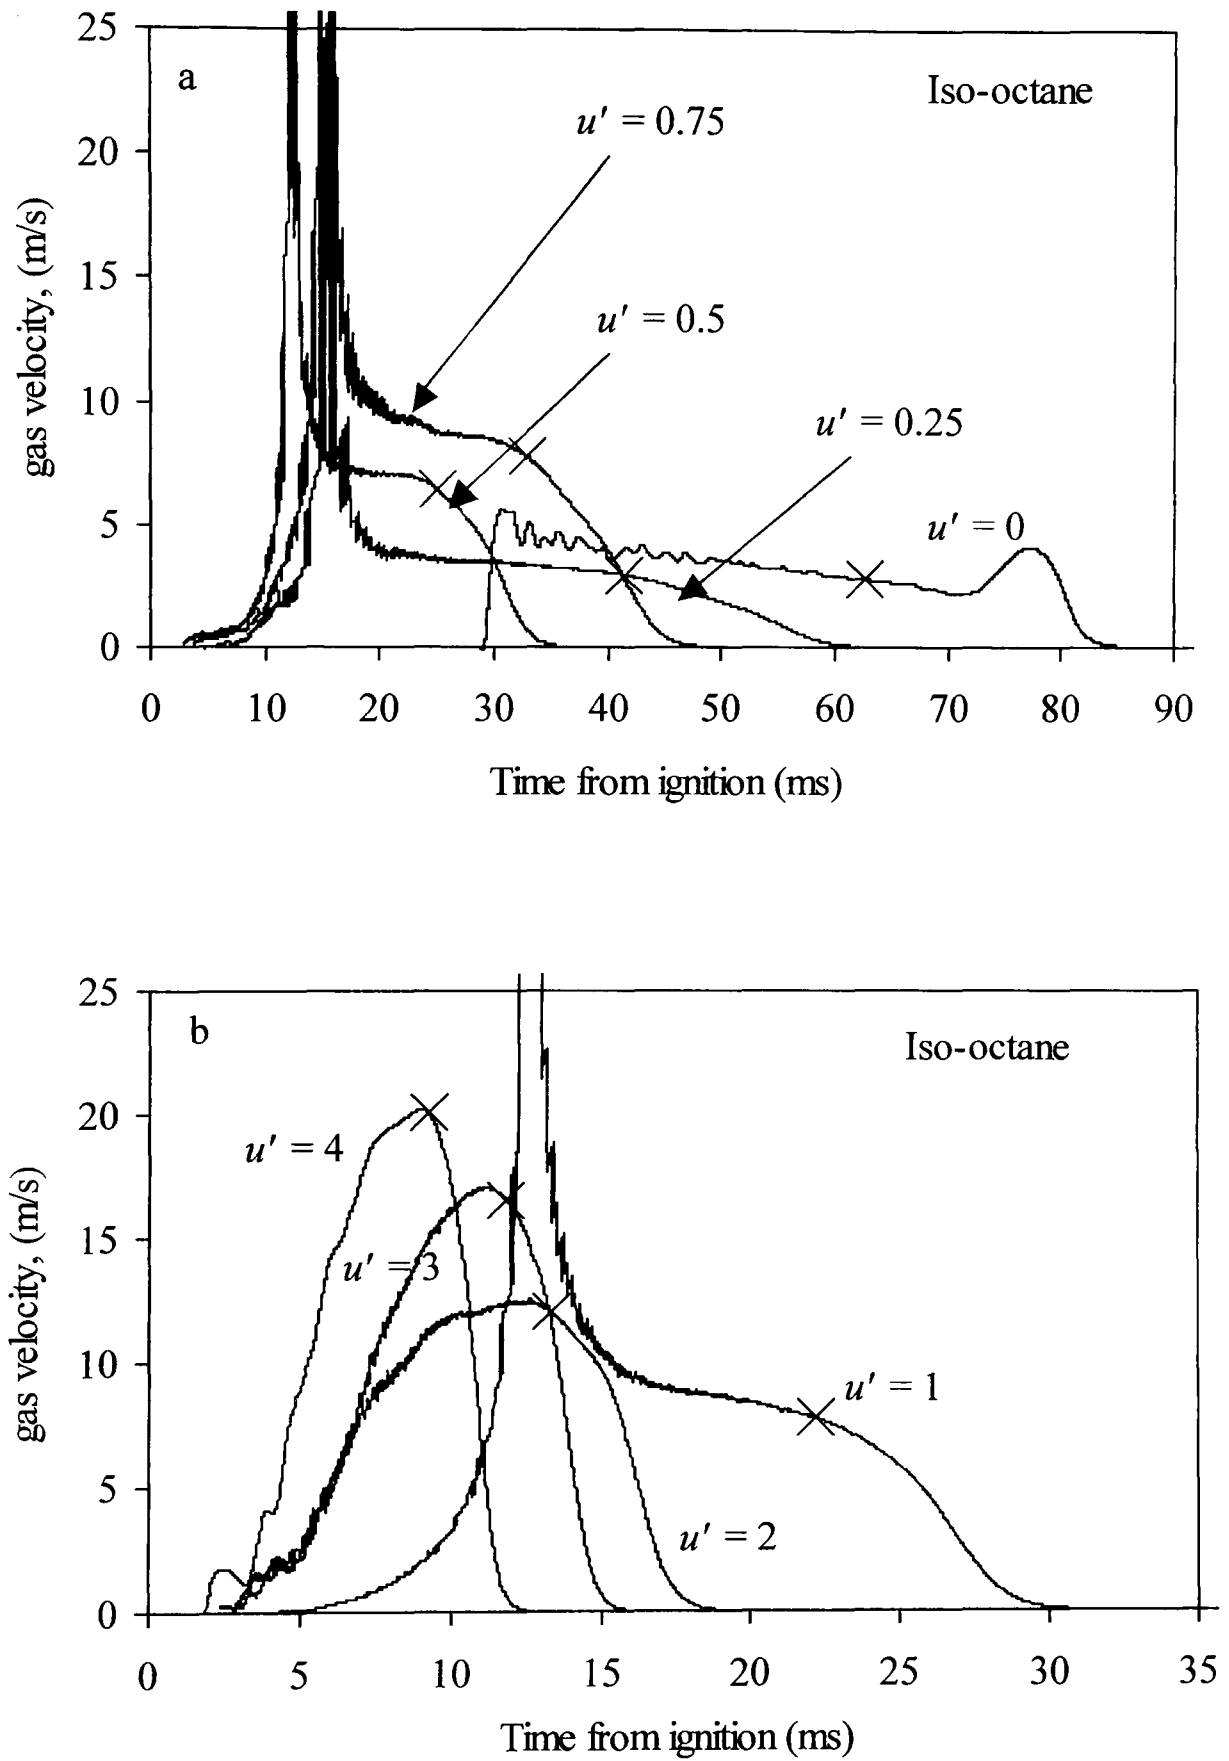 25
a
Iso-octane
u' = 0.75
20
15
u' = 0.5
10
u' = 0.25
5
u' = 0
0
gas velocity, (m/s)
0 10 20 30 40 50 60 70 80 90
Time from ignition (ms)
25
b
Iso-octane
20
u' = 4
15
u' = 3
10
u' = 1
5
u' = 2
0
gas velocity, (m/s)
0 5 10 15 20 25 30 35
Time from ignition (ms)